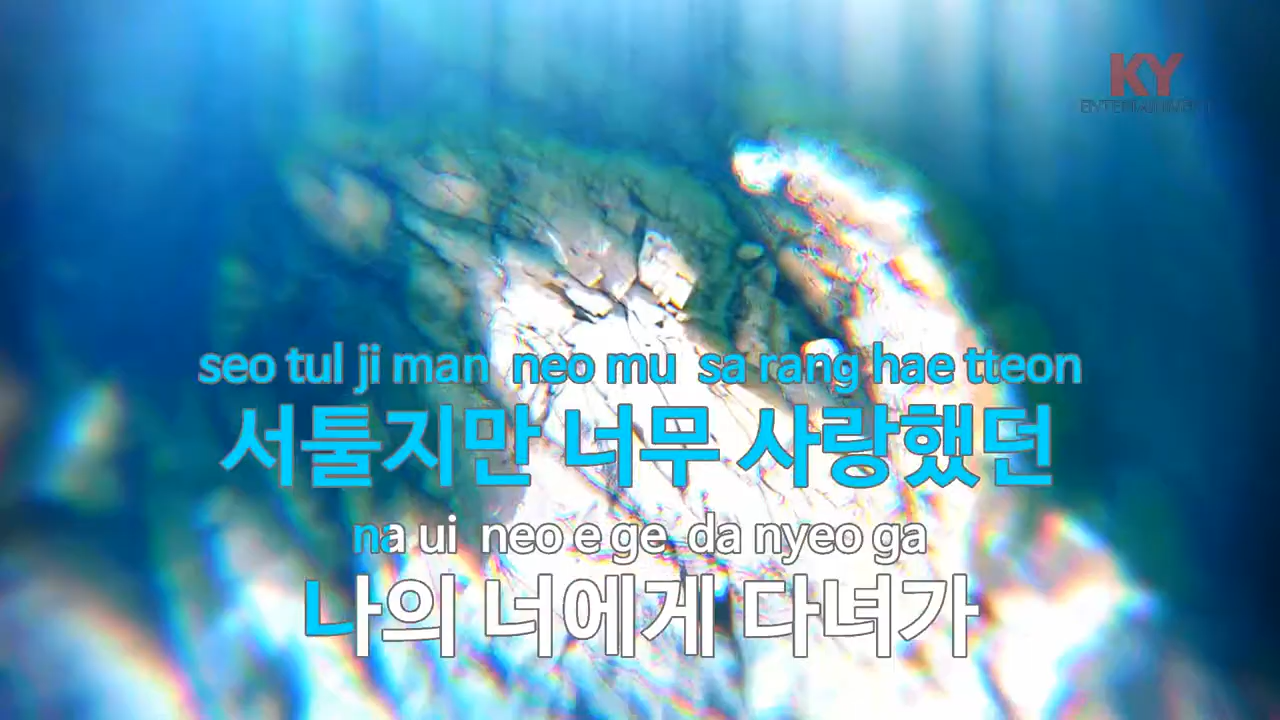 KY
ENTERTAINMENT
seo tul ji man neo mu sa rang hae tteon
서툴지만 너무 사랑했던
na ui neo e ge da nyeo ga
나의 너에게 다녀가